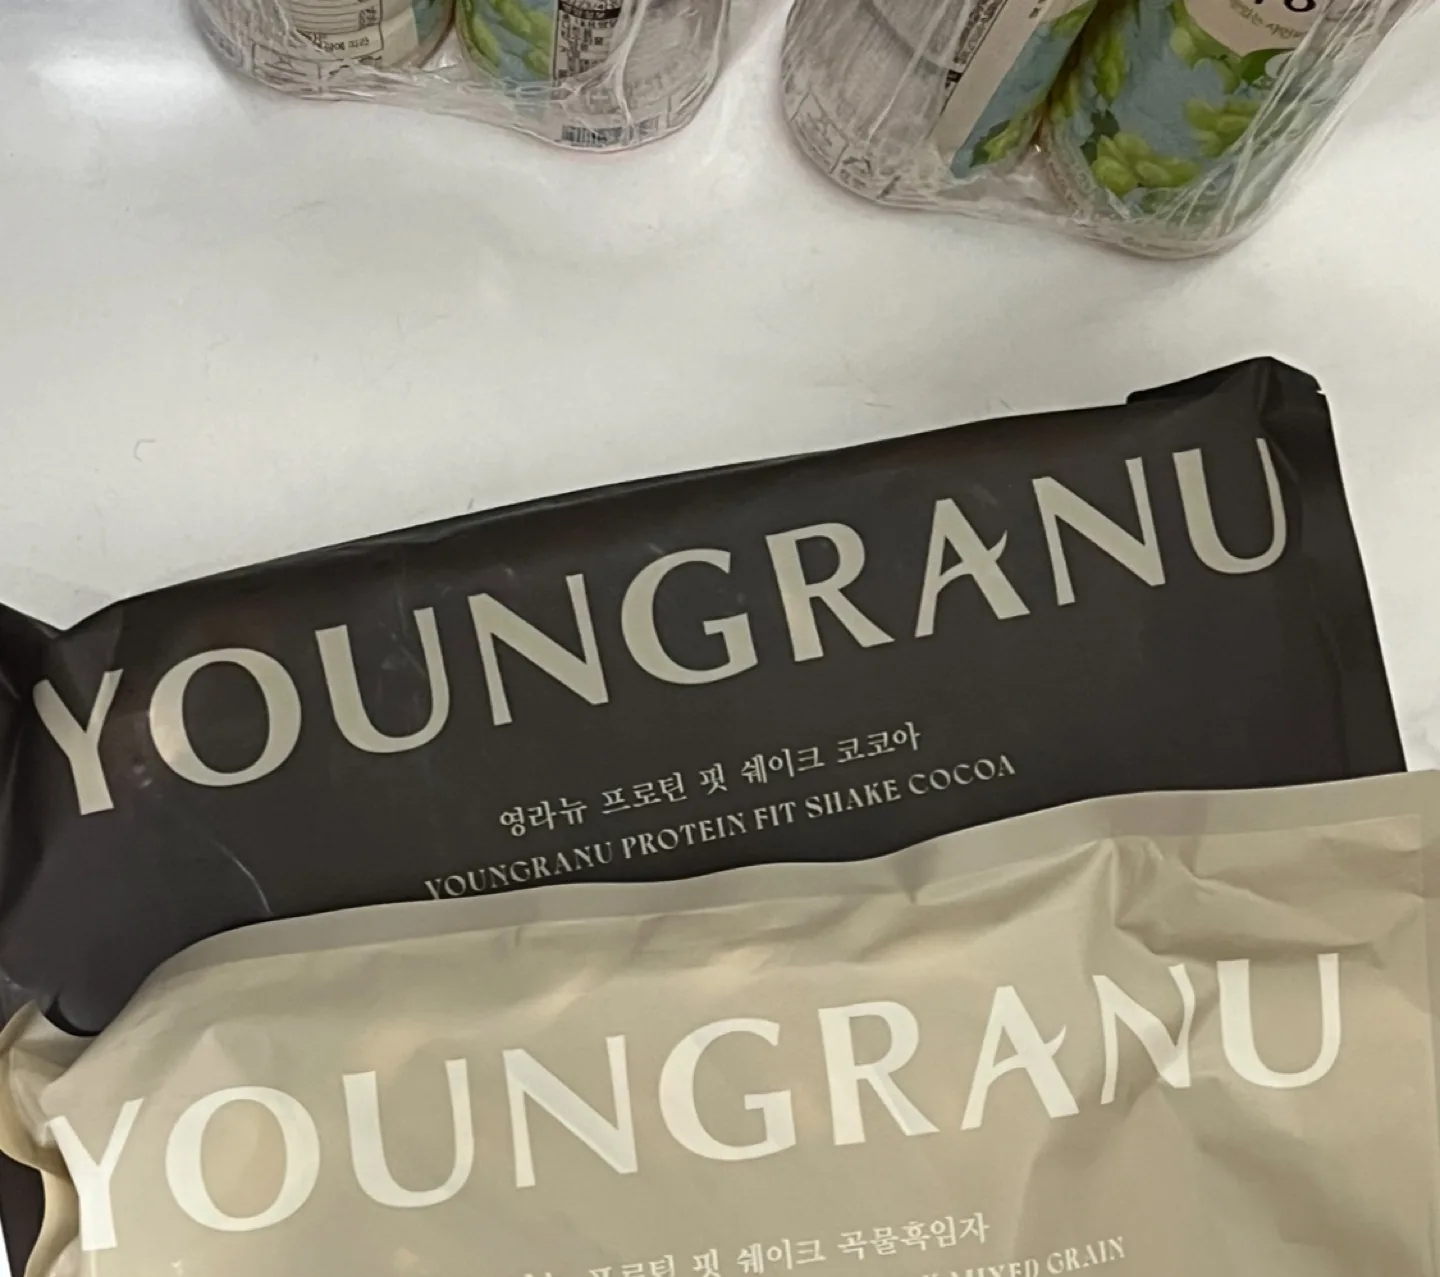 YOUNGRANU
영라뉴 프로틴 핏 쉐이크 코코아
YOUNGRANU PROTEIN FIT SHAKE COCOA
YOUNGRANU
프로틴 핏 쉐이크 곡물흑임자
MIXED GRAIN